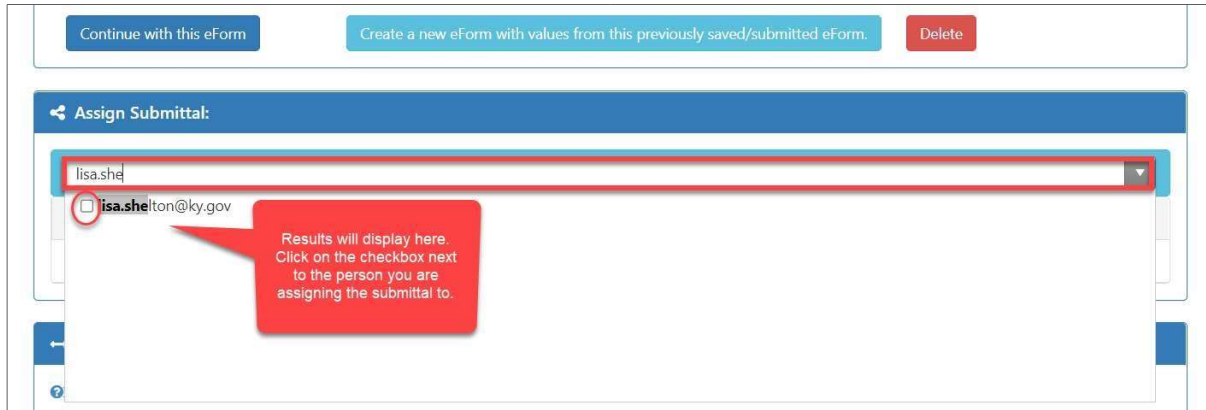 Continue with this eForm
Create a new eForm with values from this previously saved/submitted eForm.
Delete
Assign Submittal:
lisa.she
lisa.shelton@ky.gov
Results will display here.
Click on the checkbox next
to the person you are
assigning the submittal to.